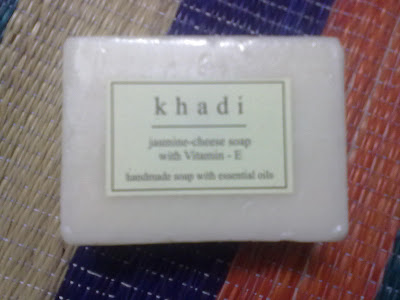 khadi
jasmine-cheese soap
with Vitamin - E
handmade soap with essential oils